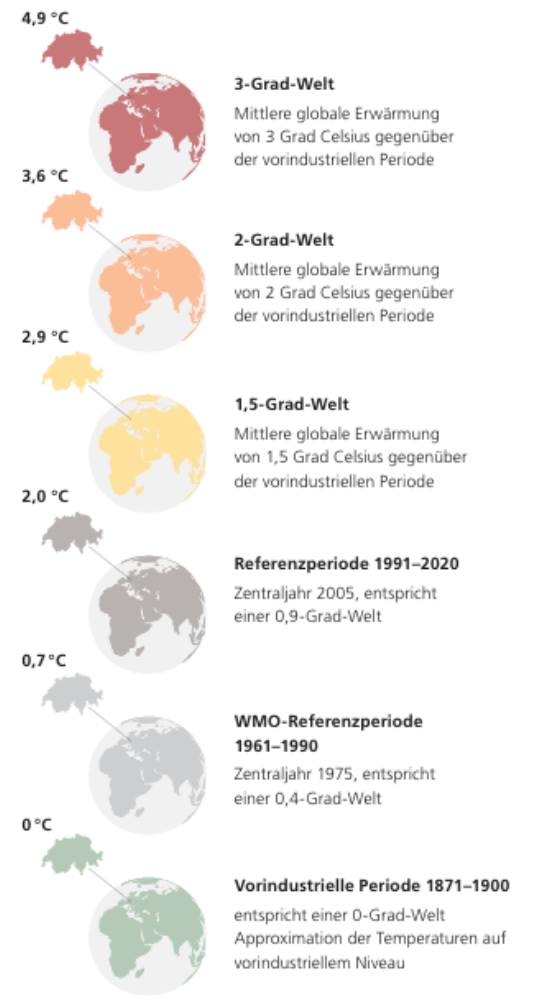 4,9 °C
3-Grad-Welt
Mittlere globale Erwärmung
von 3 Grad Celsius gegenüber
der vorindustriellen Periode
3,6 °C
2-Grad-Welt
Mittlere globale Erwärmung
von 2 Grad Celsius gegenüber
der vorindustriellen Periode
2,9 °C
1,5-Grad-Welt
Mittlere globale Erwärmung
von 1,5 Grad Celsius gegenüber
der vorindustriellen Periode
2,0 °C
Referenzperiode 1991–2020
Zentraljahr 2005, entspricht
einer 0,9-Grad-Welt
0,7 °C
WMO-Referenzperiode
1961–1990
Zentraljahr 1975, entspricht
einer 0,4-Grad-Welt
0 °C
Vorindustrielle Periode 1871–1900
entspricht einer 0-Grad-Welt
Approximation der Temperaturen auf
vorindustriellem Niveau